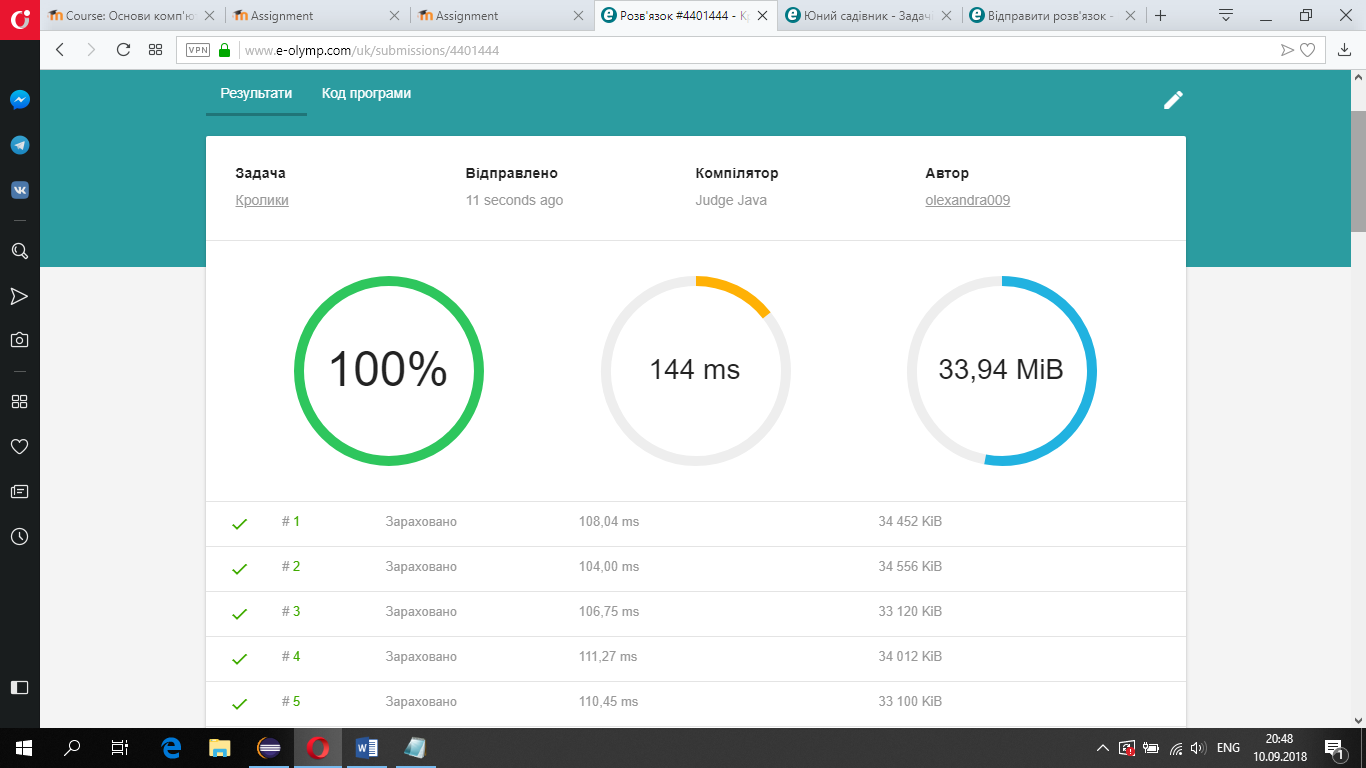 Course: Основи комп'ю
Assignment
Assignment
Розв'язок #4401444 - К
Юний садівник - Задач
Відправити розв'язок -
VPN
www.e-olymp.com/uk/submissions/4401444
Результати
Код програми
Задача
Відправлено
Компілятор
Автор
Кролики
11 seconds ago
Judge Java
olexandra009
100%
144 ms
33,94 MiB
# 1 Зараховано 108,04 ms 34 452 KiB
# 2 Зараховано 104,00 ms 34 556 KiB
# 3 Зараховано 106,75 ms 33 120 KiB
# 4 Зараховано 111,27 ms 34 012 KiB
# 5 Зараховано 110,45 ms 33 100 KiB
ENG
20:48
10.09.2018
1